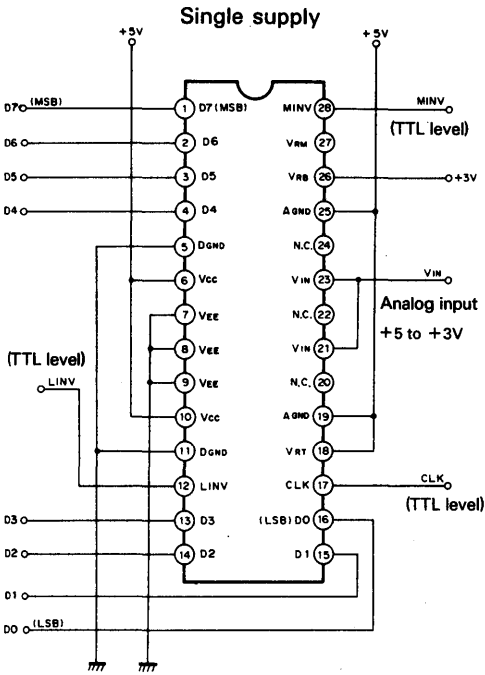 Single supply
+5V
+5V
D7 (MSB)
1 D7 (MSB)
MINV 28
MINV
(TTL level)
D6
2 D6
VRM 27
D5
3 D5
VRB 26
+3V
D4
4 D4
AGND 25
5 DGND
N.C. 24
6 VCC
VIN 23
VIN
Analog input
+5 to +3V
7 VEE
N.C. 22
8 VEE
VIN 21
(TTL level)
LINV
9 VEE
N.C. 20
10 VCC
AGND 19
11 DGND
VRT 18
12 LINV
CLK 17
CLK
(TTL level)
D3
13 D3
(LSB) D0 16
D2
14 D2
D1 15
D1
D0 (LSB)